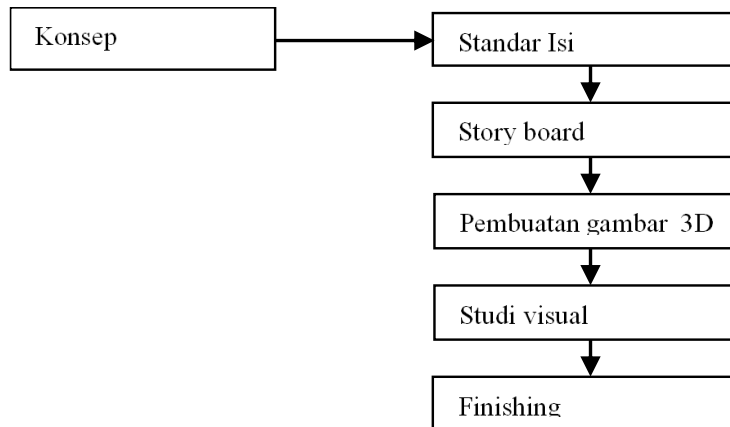 Konsep
Standar Isi
Story board
Pembuatan gambar 3D
Studi visual
Finishing